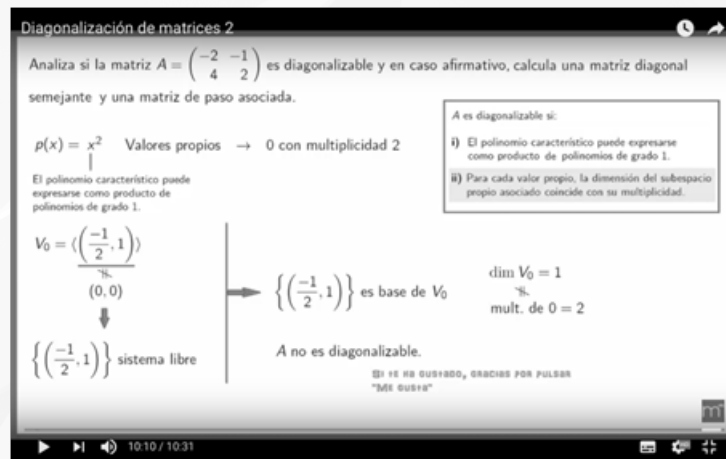 Diagonalización de matrices 2
Analiza si la matriz A = (−2 −1
4 2) es diagonalizable y en caso afirmativo, calcula una matriz diagonal
semejante y una matriz de paso asociada.
p(x) = x² Valores propios → 0 con multiplicidad 2
El polinomio característico puede
expresarse como producto de
polinomios de grado 1.
A es diagonalizable si:
i) El polinomio característico puede expresarse
como producto de polinomios de grado 1.
ii) Para cada valor propio, la dimensión del subespacio
propio asociado coincide con su multiplicidad.
V₀ = ⟨(−1/2, 1)⟩
∦
(0, 0)
{(−1/2, 1)} sistema libre
{(−1/2, 1)} es base de V₀
dim V₀ = 1
∦
mult. de 0 = 2
A no es diagonalizable.
Si te ha gustado, gracias por pulsar
"Me gusta"
m
10:10 / 10:31